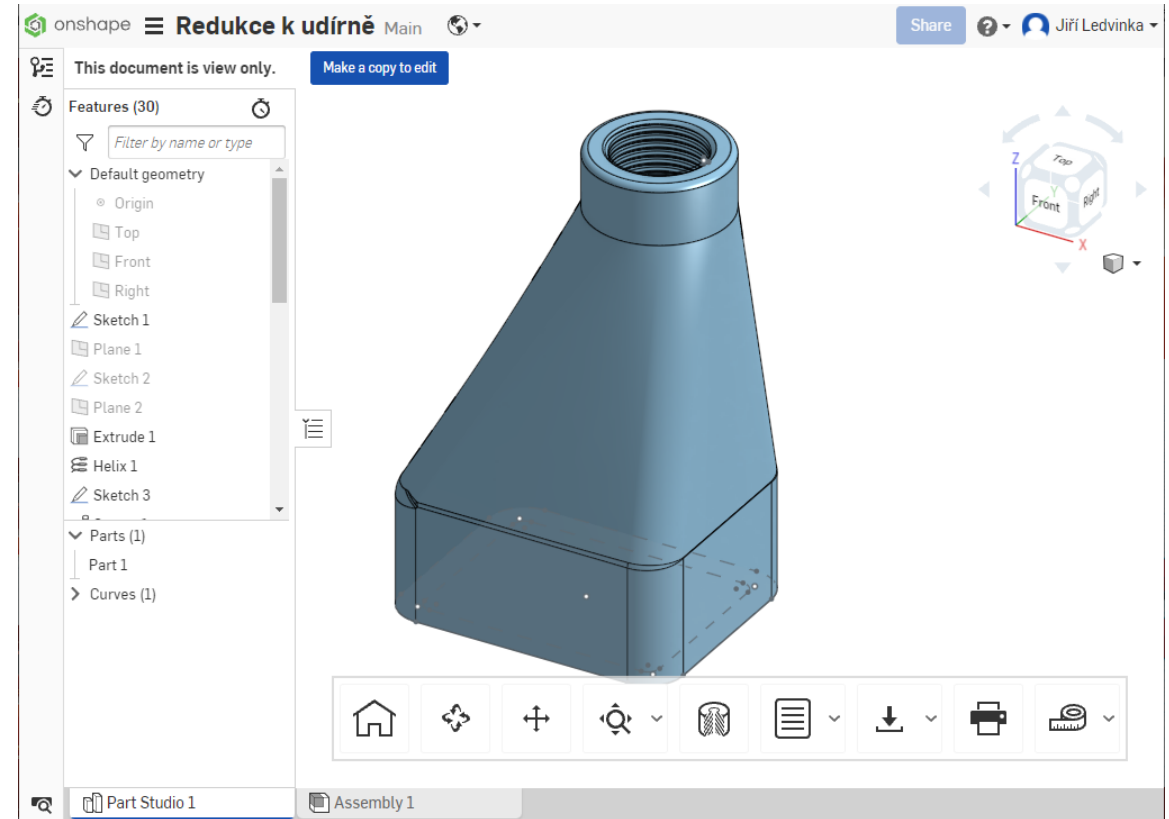 onshape Redukce k udírně Main Share Jiří Ledvinka
This document is view only. Make a copy to edit
Features (30)
Filter by name or type
Default geometry
Origin
Top
Front
Right
Sketch 1
Plane 1
Sketch 2
Plane 2
Extrude 1
Helix 1
Sketch 3
Parts (1)
Part 1
Curves (1)
Z
Top
Y
Front
Right
X
Part Studio 1
Assembly 1